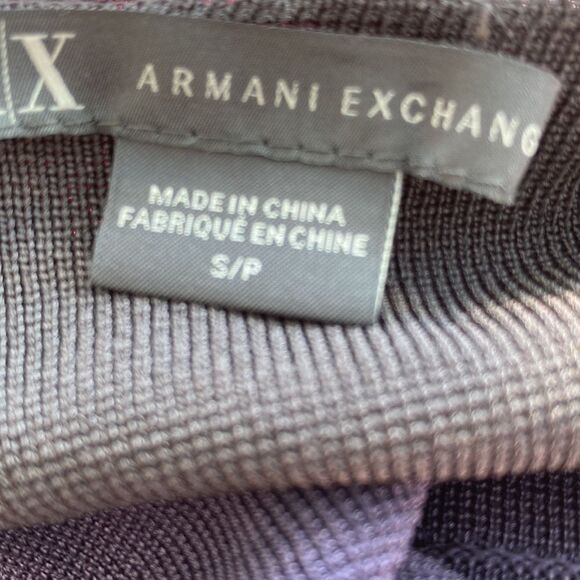 X ARMANI EXCHANG
MADE IN CHINA
FABRIQUÉ EN CHINE
S/P